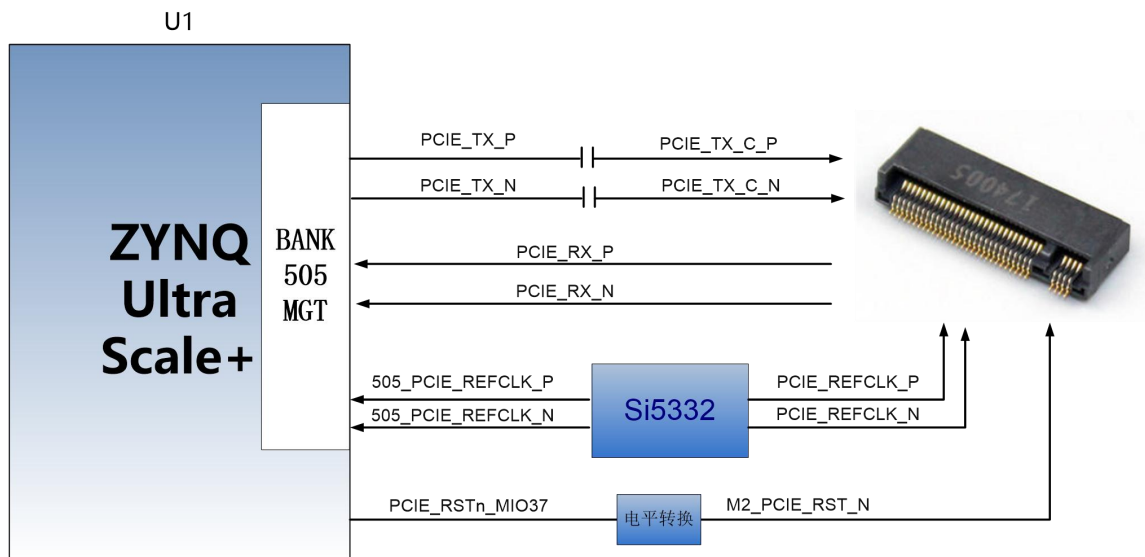 U1
ZYNQ
Ultra
Scale+
BANK
505
MGT
PCIE_TX_P
PCIE_TX_C_P
PCIE_TX_N
PCIE_TX_C_N
PCIE_RX_P
PCIE_RX_N
174005
505_PCIE_REFCLK_P
505_PCIE_REFCLK_N
Si5332
PCIE_REFCLK_P
PCIE_REFCLK_N
PCIE_RSTn_MIO37
电平转换
M2_PCIE_RST_N